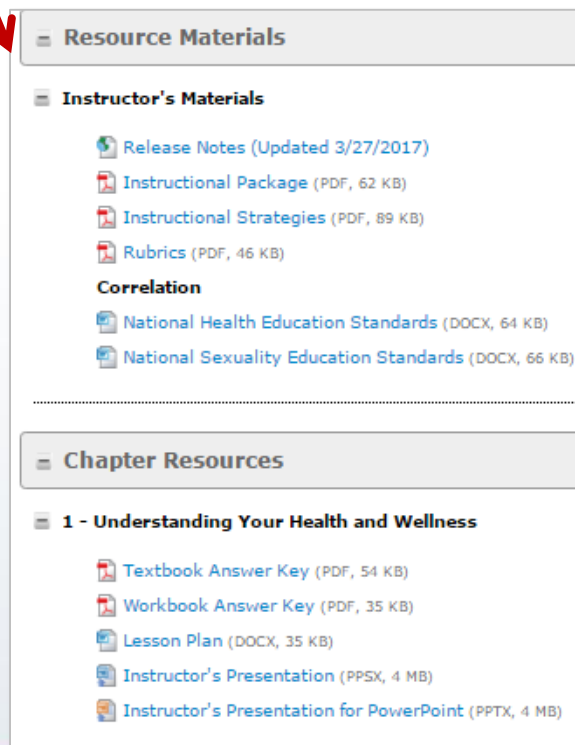 Resource Materials
Instructor's Materials
Release Notes (Updated 3/27/2017)
Instructional Package (PDF, 62 KB)
Instructional Strategies (PDF, 89 KB)
Rubrics (PDF, 46 KB)
Correlation
National Health Education Standards (DOCX, 64 KB)
National Sexuality Education Standards (DOCX, 66 KB)
Chapter Resources
1 - Understanding Your Health and Wellness
Textbook Answer Key (PDF, 54 KB)
Workbook Answer Key (PDF, 35 KB)
Lesson Plan (DOCX, 35 KB)
Instructor's Presentation (PPSX, 4 MB)
Instructor's Presentation for PowerPoint (PPTX, 4 MB)